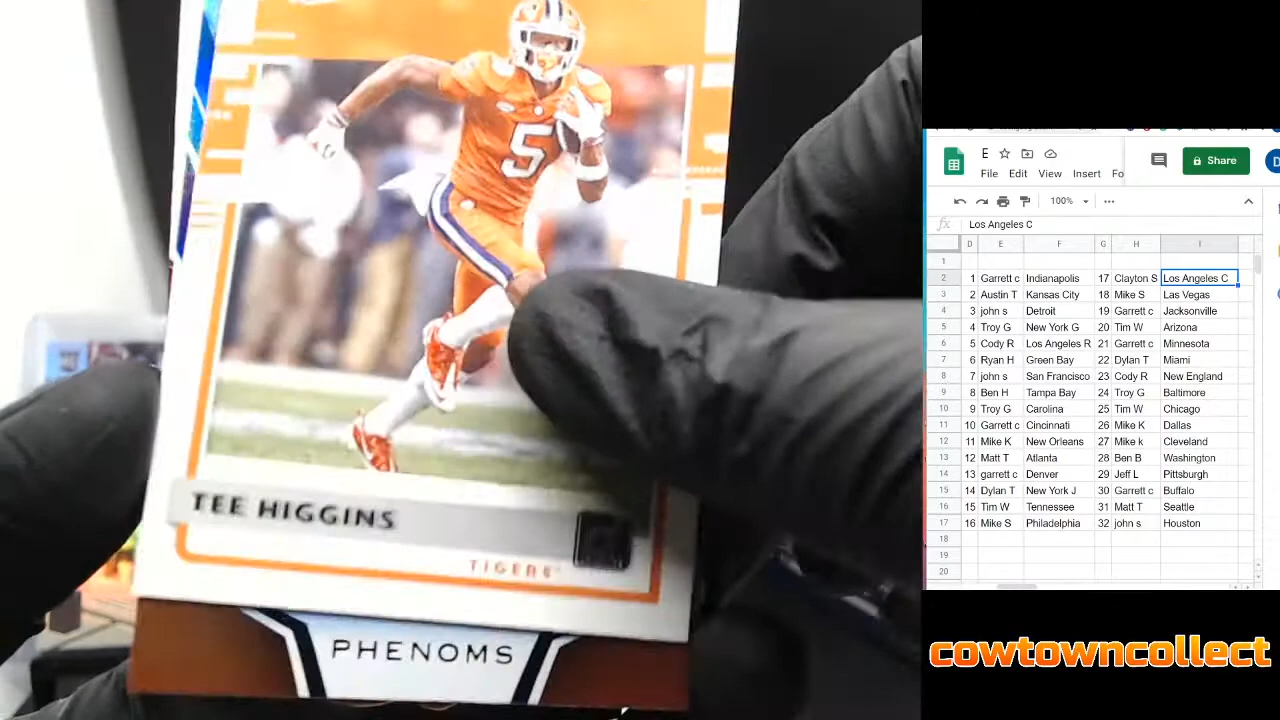 5
TEE HIGGINS
TIGERS
PHENOMS
E
Share
D
File Edit View Insert Fo
100%
fx Los Angeles C
D E F G H I
1
2 1 Garrett c Indianapolis 17 Clayton S Los Angeles C
3 2 Austin T Kansas City 18 Mike S Las Vegas
4 3 john s Detroit 19 Garrett c Jacksonville
5 4 Troy G New York G 20 Tim W Arizona
6 5 Cody R Los Angeles R 21 Garrett c Minnesota
7 6 Ryan H Green Bay 22 Dylan T Miami
8 7 john s San Francisco 23 Cody R New England
9 8 Ben H Tampa Bay 24 Troy G Baltimore
10 9 Troy G Carolina 25 Tim W Chicago
11 10 Garrett c Cincinnati 26 Mike K Dallas
12 11 Mike K New Orleans 27 Mike k Cleveland
13 12 Matt T Atlanta 28 Ben B Washington
14 13 garrett c Denver 29 Jeff L Pittsburgh
15 14 Dylan T New York J 30 Garrett c Buffalo
16 15 Tim W Tennessee 31 Matt T Seattle
17 16 Mike S Philadelphia 32 john s Houston
18
19
20
cowtowncollect